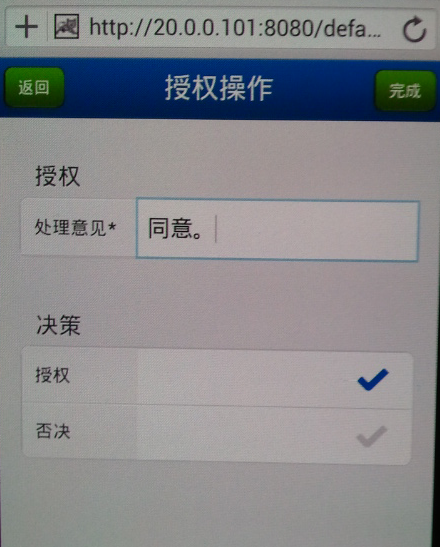 http://20.0.0.101:8080/defa...
返回 授权操作 完成
授权
处理意见* 同意。
决策
授权
否决